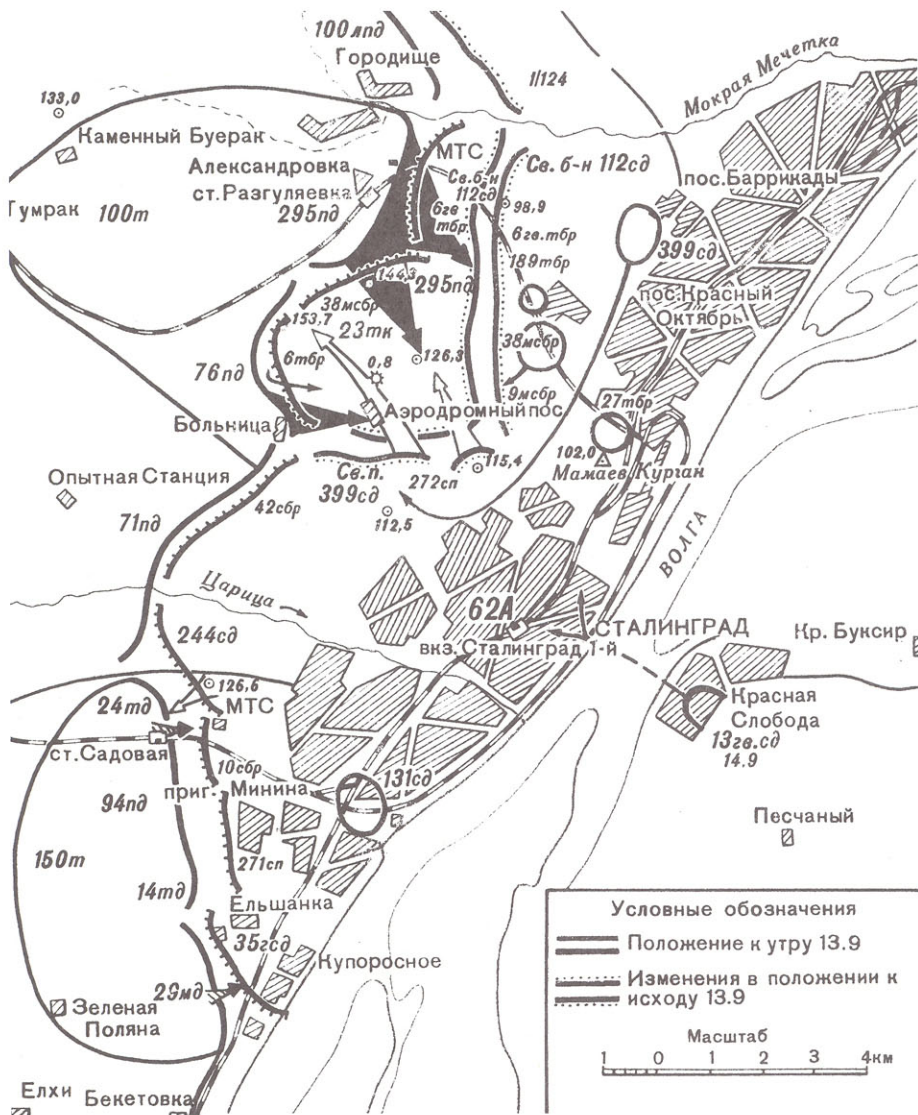 100лпд
Городище
1/124
Мокрая Мечетка
133,0
Каменный Буерак
МТС
Александровка
ст. Разгуляевка
295пд
Гумрак
100т
Св. б-н
112сд
Св. б-н 112сд
98,9
6гв
тбр
6гв.тбр
189тбр
пос. Баррикады
399сд
пос. Красный
Октябрь
144,3
295пд
38мсбр
23тк
153,7
6тбр
76пд
0,8
126,3
38мсбр
9мсбр
27тбр
Больница
Аэродромный пос.
102,0
Мамаев Курган
115,4
Св.п.
399сд
272сп
112,5
Опытная Станция
42сбр
71пд
ВОЛГА
Царица
62А
СТАЛИНГРАД
вкз. Сталинград 1-й
Кр. Буксир
244сд
126,6
МТС
24тд
ст. Садовая
Красная
Слобода
13гв.сд
14.9
10сбр
приг. Минина
131сд
94пд
Песчаный
150т
271сп
14тд
Ельшанка
35гсд
Купоросное
29мд
Зеленая
Поляна
Елхи
Бекетовка
Условные обозначения
Положение к утру 13.9
Изменения в положении к
исходу 13.9
Масштаб
1 0 1 2 3 4км